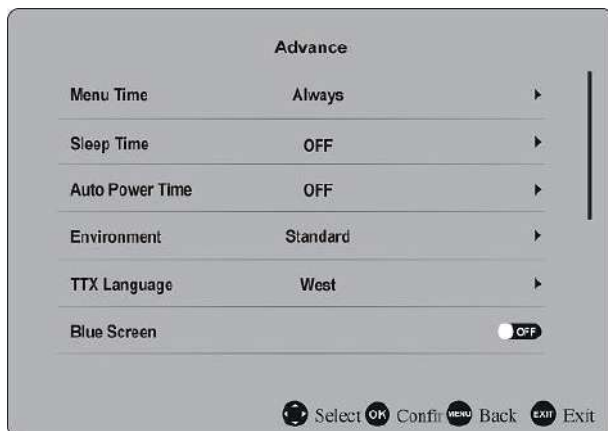 Advance
Menu Time Always
Sleep Time OFF
Auto Power Time OFF
Environment Standard
TTX Language West
Blue Screen OFF
Select OK Confir MENU Back EXIT Exit